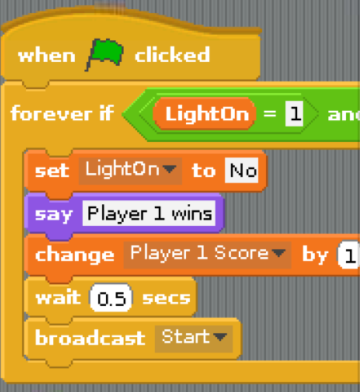 when clicked
forever if LightOn = 1 and
set LightOn to No
say Player 1 wins
change Player 1 Score by 1
wait 0.5 secs
broadcast Start